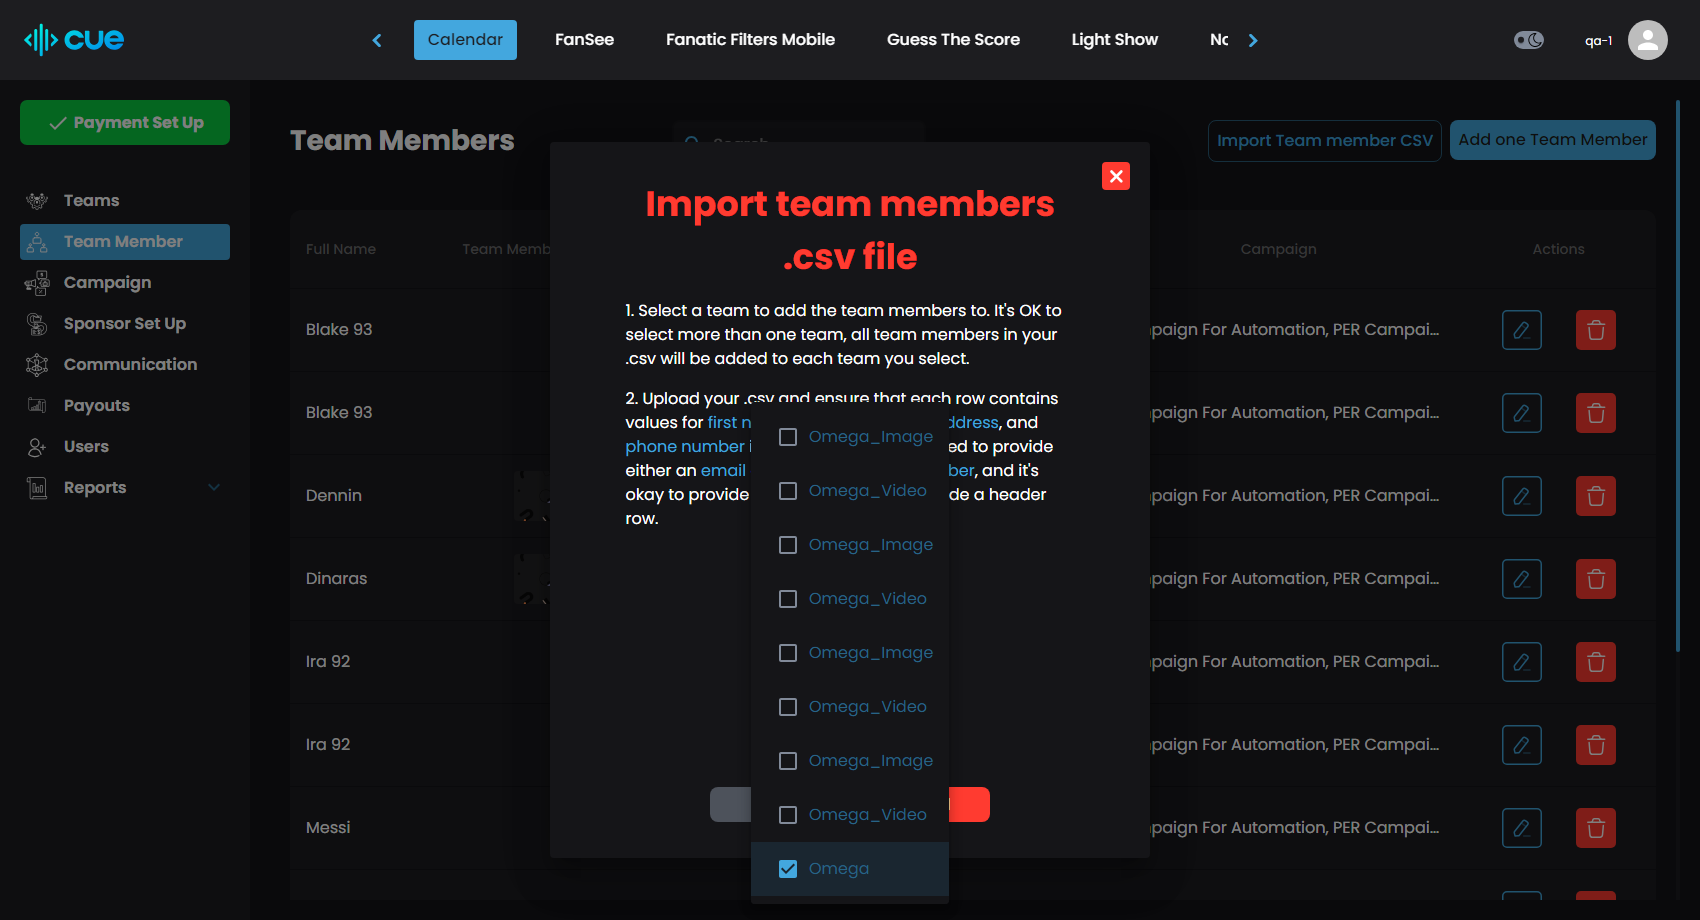 cue
Calendar
FanSee
Fanatic Filters Mobile
Guess The Score
Light Show
qa-1
Payment Set Up
Teams
Team Member
Campaign
Sponsor Set Up
Communication
Payouts
Users
Reports
Team Members
Search
Import Team member CSV
Add one Team Member
Full Name
Team Memb
Campaign
Actions
Blake 93
paign For Automation, PER Campai...
Blake 93
paign For Automation, PER Campai...
Dennin
paign For Automation, PER Campai...
Dinaras
paign For Automation, PER Campai...
Ira 92
paign For Automation, PER Campai...
Ira 92
paign For Automation, PER Campai...
Messi
paign For Automation, PER Campai...
Import team members
.csv file
1. Select a team to add the team members to. It's OK to
select more than one team, all team members in your
.csv will be added to each team you select.
2. Upload your .csv and ensure that each row contains
values for first n ddress, and
phone number i ed to provide
either an email ber, and it's
okay to provide de a header
row.
Omega_Image
Omega_Video
Omega_Image
Omega_Video
Omega_Image
Omega_Video
Omega_Image
Omega_Video
Omega